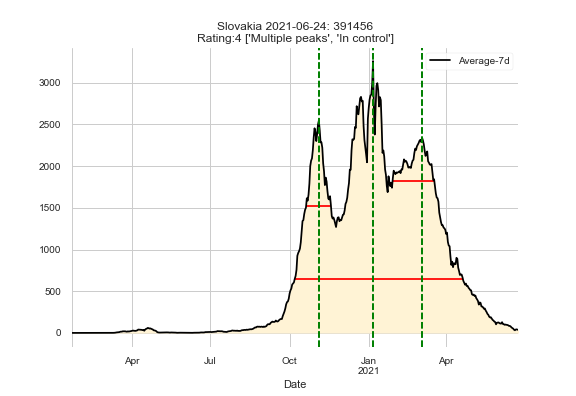 Slovakia 2021-06-24: 391456
Rating:4 ['Multiple peaks', 'In control']
Average-7d
3000
2500
2000
1500
1000
500
0
Apr Jul Oct Jan Apr
2021
Date